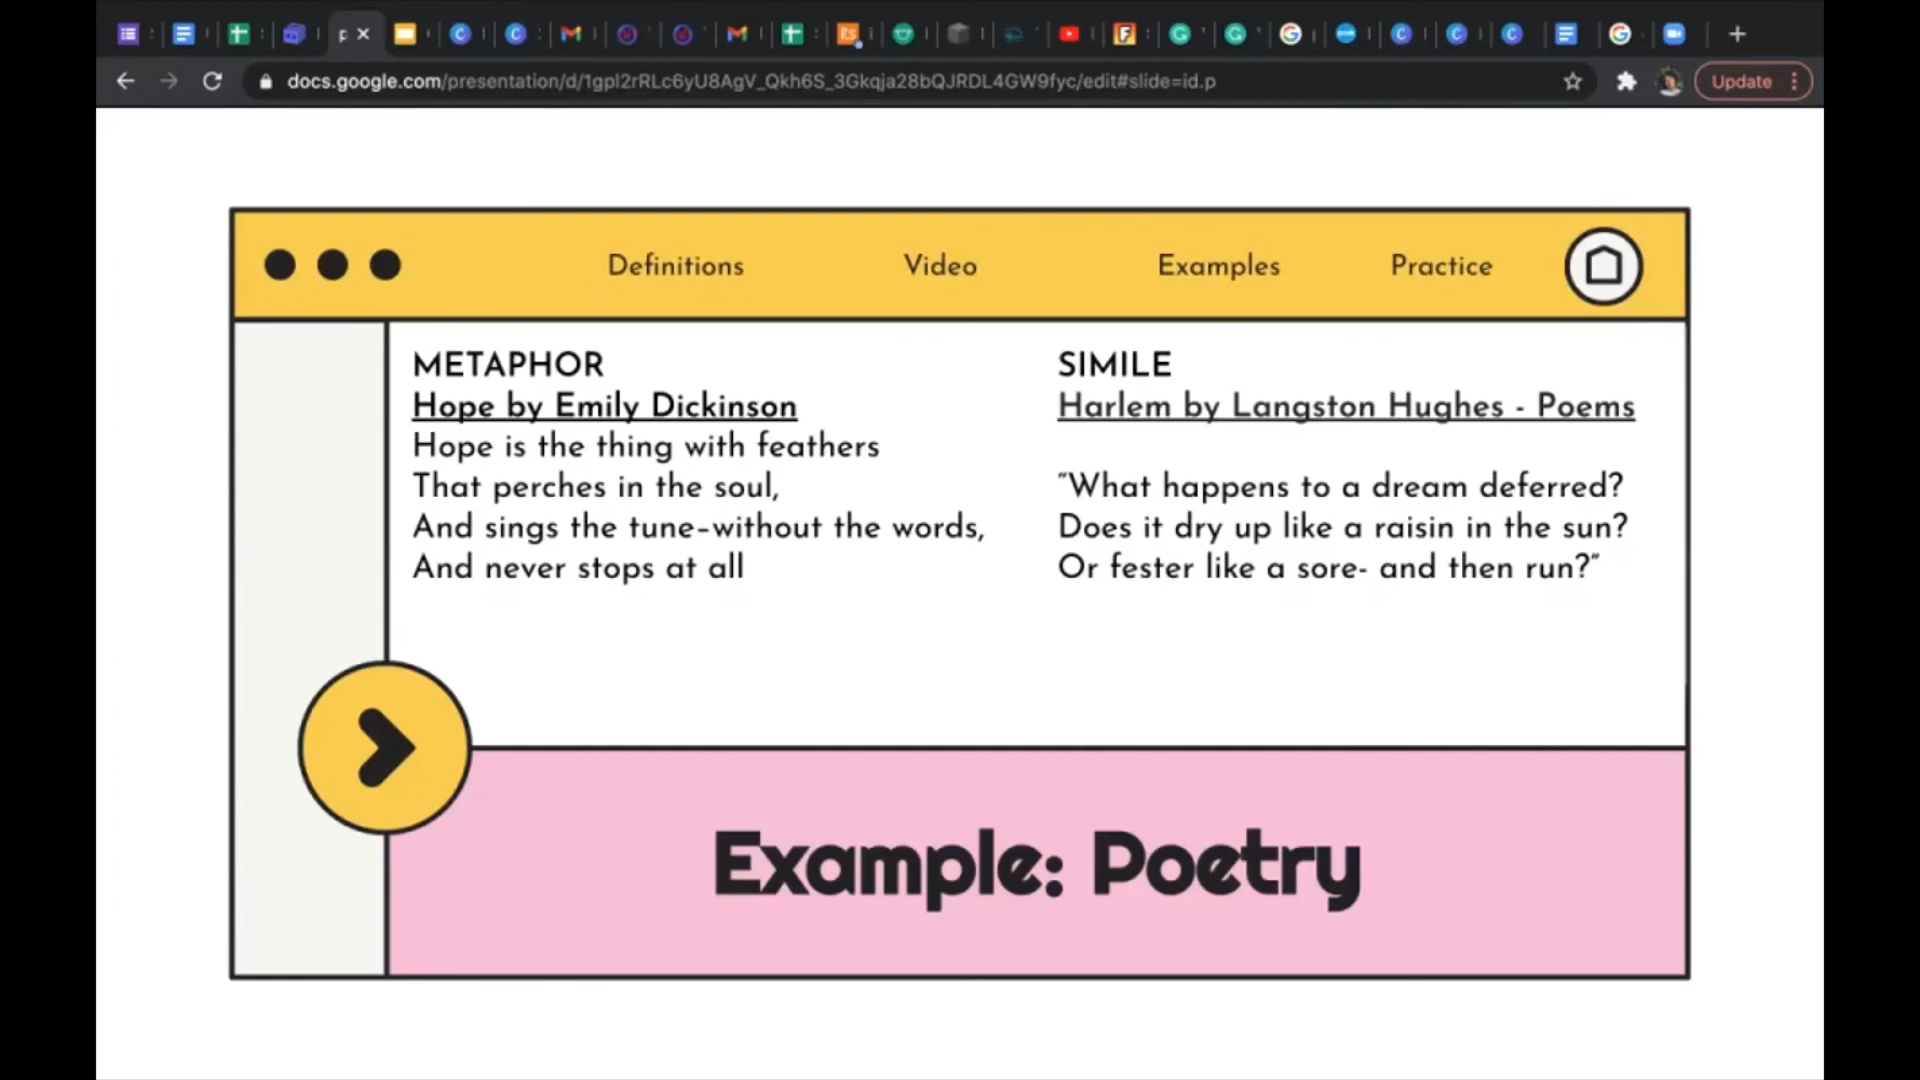 docs.google.com/presentation/d/1gpl2rRLc6yU8AgV_Qkh6S_3Gkqja28bQJRDL4GW9fyc/edit#slide=id.p
Update
Definitions
Video
Examples
Practice
METAPHOR
Hope by Emily Dickinson
Hope is the thing with feathers
That perches in the soul,
And sings the tune–without the words,
And never stops at all
SIMILE
Harlem by Langston Hughes - Poems
“What happens to a dream deferred?
Does it dry up like a raisin in the sun?
Or fester like a sore- and then run?”
Example: Poetry